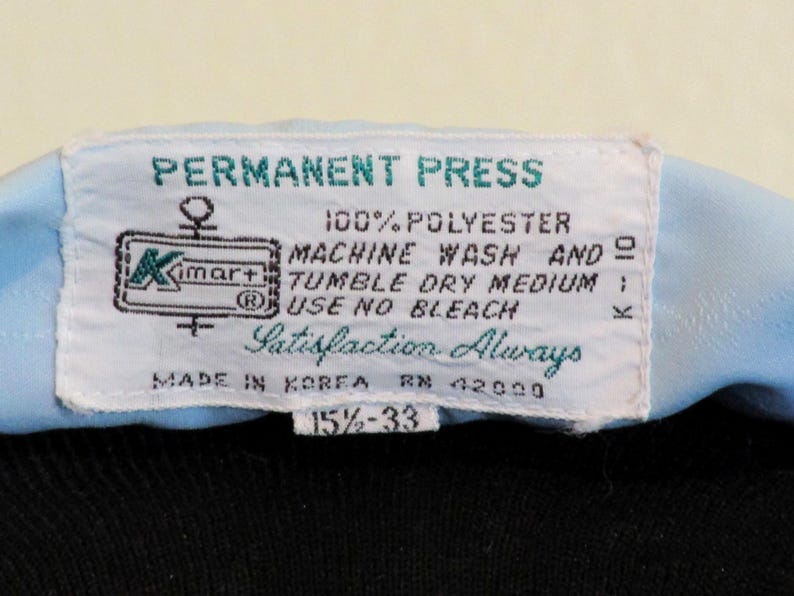 PERMANENT PRESS
100% POLYESTER
Kmart ®
MACHINE WASH AND
TUMBLE DRY MEDIUM
USE NO BLEACH
K-10
Satisfaction Always
MADE IN KOREA RN 42000
15½-33